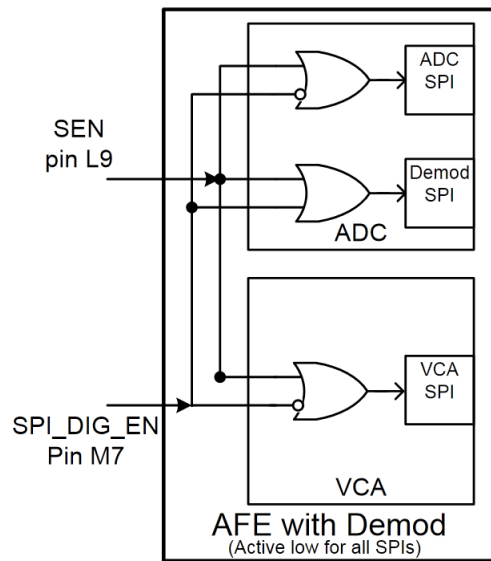 ADC
SPI
SEN
pin L9
Demod
SPI
ADC
VCA
SPI
SPI_DIG_EN
Pin M7
VCA
AFE with Demod
(Active low for all SPIs)